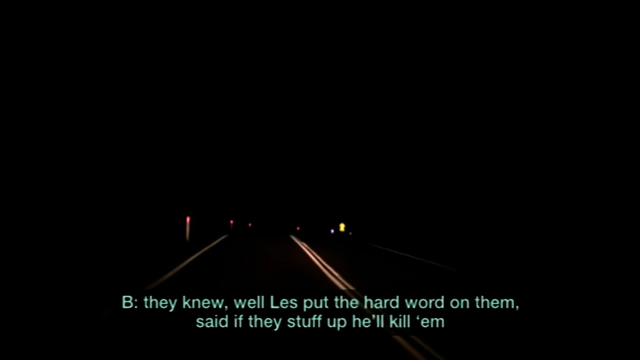 B: they knew, well Les put the hard word on them,
said if they stuff up he’ll kill ‘em